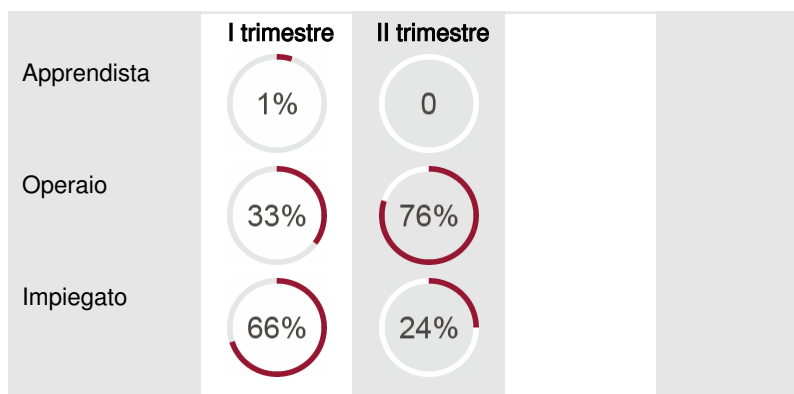 I trimestre II trimestre
Apprendista 1% 0
Operaio 33% 76%
Impiegato 66% 24%